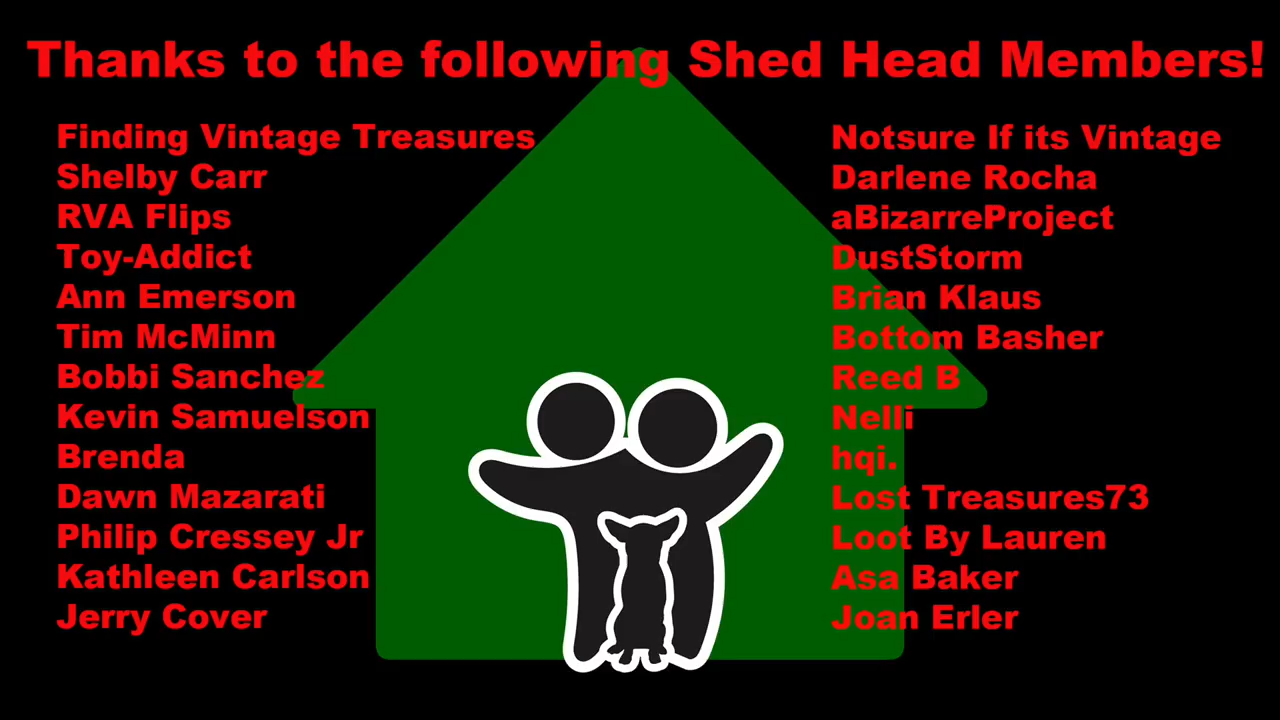 Thanks to the following Shed Head Members!
Finding Vintage Treasures
Shelby Carr
RVA Flips
Toy-Addict
Ann Emerson
Tim McMinn
Bobbi Sanchez
Kevin Samuelson
Brenda
Dawn Mazarati
Philip Cressey Jr
Kathleen Carlson
Jerry Cover
Notsure If its Vintage
Darlene Rocha
aBizarreProject
DustStorm
Brian Klaus
Bottom Basher
Reed B
Nelli
hqi.
Lost Treasures73
Loot By Lauren
Asa Baker
Joan Erler